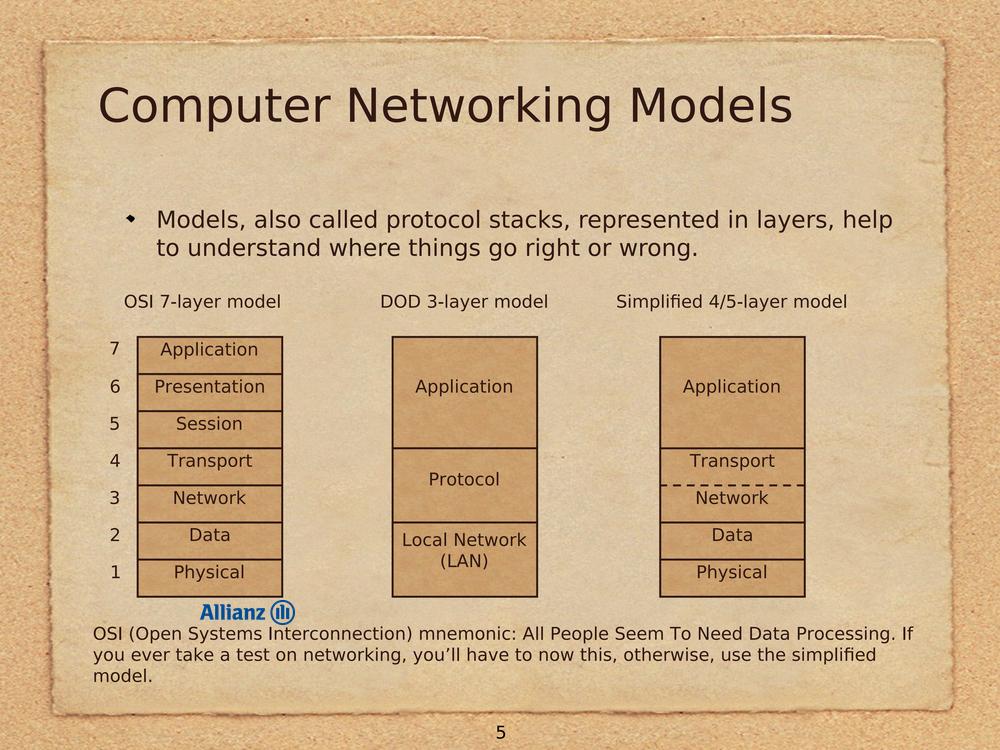 Computer Networking Models
Models, also called protocol stacks, represented in layers, help
to understand where things go right or wrong.
OSI 7-layer model
DOD 3-layer model
Simplified 4/5-layer model
7 Application
6 Presentation
5 Session
4 Transport
3 Network
2 Data
1 Physical
Application
Protocol
Local Network
(LAN)
Application
Transport
Network
Data
Physical
Allianz
OSI (Open Systems Interconnection) mnemonic: All People Seem To Need Data Processing. If
you ever take a test on networking, you’ll have to now this, otherwise, use the simplified
model.
5